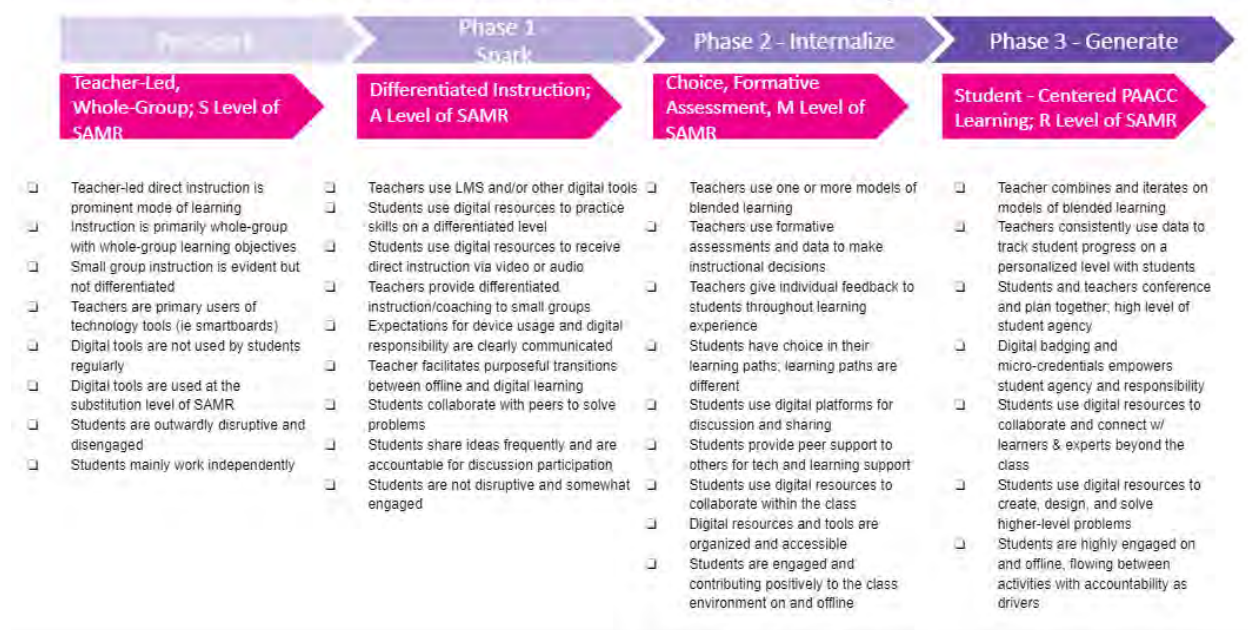 Phase 1
Spark
Phase 2 - Internalize
Phase 3 - Generate
Teacher-Led,
Whole-Group; S Level of
SAMR
Differentiated Instruction;
A Level of SAMR
Choice, Formative
Assessment, M Level of
SAMR
Student - Centered PAACC
Learning; R Level of SAMR
❏ Teacher-led direct instruction is
prominent mode of learning
❏ Instruction is primarily whole-group
with whole-group learning objectives
❏ Small group instruction is evident but
not differentiated
❏ Teachers are primary users of
technology tools (ie smartboards)
❏ Digital tools are not used by students
regularly
❏ Digital tools are used at the
substitution level of SAMR
❏ Students are outwardly disruptive and
disengaged
❏ Students mainly work independently
❏ Teachers use LMS and/or other digital tools
❏ Students use digital resources to practice
skills on a differentiated level
❏ Students use digital resources to receive
direct instruction via video or audio
❏ Teachers provide differentiated
instruction/coaching to small groups
❏ Expectations for device usage and digital
responsibility are clearly communicated
❏ Teacher facilitates purposeful transitions
between offline and digital learning
❏ Students collaborate with peers to solve
problems
❏ Students share ideas frequently and are
accountable for discussion participation
❏ Students are not disruptive and somewhat
engaged
❏ Teachers use one or more models of
blended learning
❏ Teachers use formative
assessments and data to make
instructional decisions
❏ Teachers give individual feedback to
students throughout learning
experience
❏ Students have choice in their
learning paths; learning paths are
different
❏ Students use digital platforms for
discussion and sharing
❏ Students provide peer support to
others for tech and learning support
❏ Students use digital resources to
collaborate within the class
❏ Digital resources and tools are
organized and accessible
❏ Students are engaged and
contributing positively to the class
environment on and offline
❏ Teacher combines and iterates on
models of blended learning
❏ Teachers consistently use data to
track student progress on a
personalized level with students
❏ Students and teachers conference
and plan together; high level of
student agency
❏ Digital badging and
micro-credentials empowers
student agency and responsibility
❏ Students use digital resources to
collaborate and connect w/
learners & experts beyond the
class
❏ Students use digital resources to
create, design, and solve
higher-level problems
❏ Students are highly engaged on
and offline, flowing between
activities with accountability as
drivers